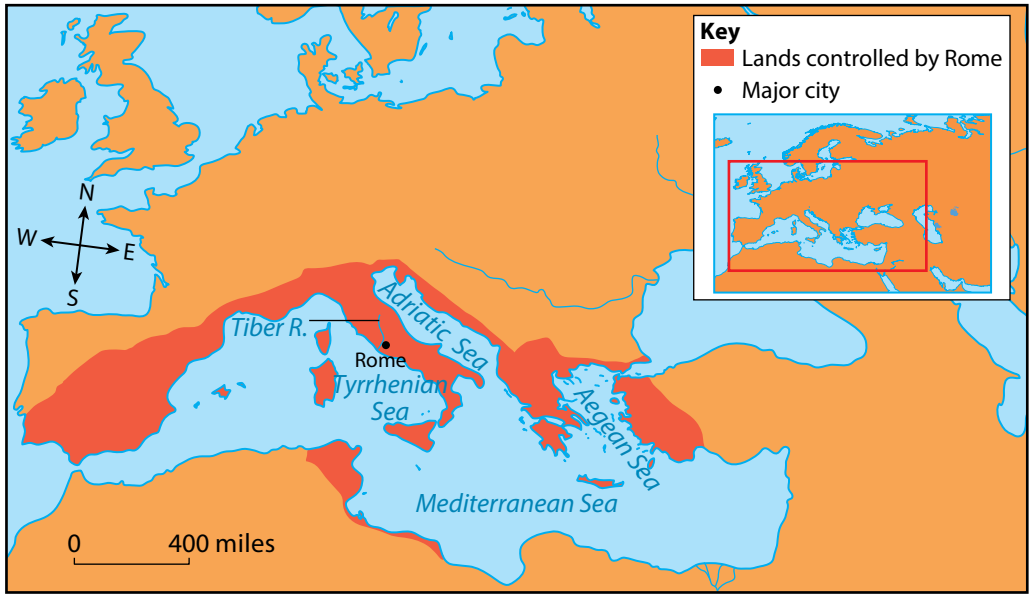 Key
Lands controlled by Rome
Major city
N
W
E
S
Adriatic Sea
Tiber R.
Rome
Tyrrhenian
Sea
Aegean Sea
Mediterranean Sea
0
400 miles